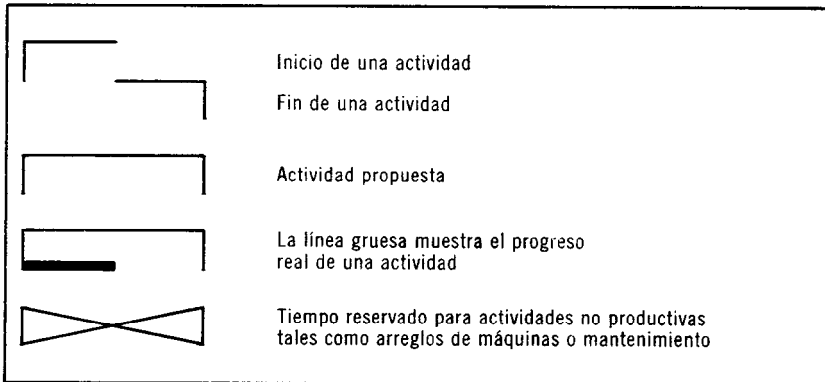 Inicio de una actividad
Fin de una actividad
Actividad propuesta
La línea gruesa muestra el progreso
real de una actividad
Tiempo reservado para actividades no productivas
tales como arreglos de máquinas o mantenimiento